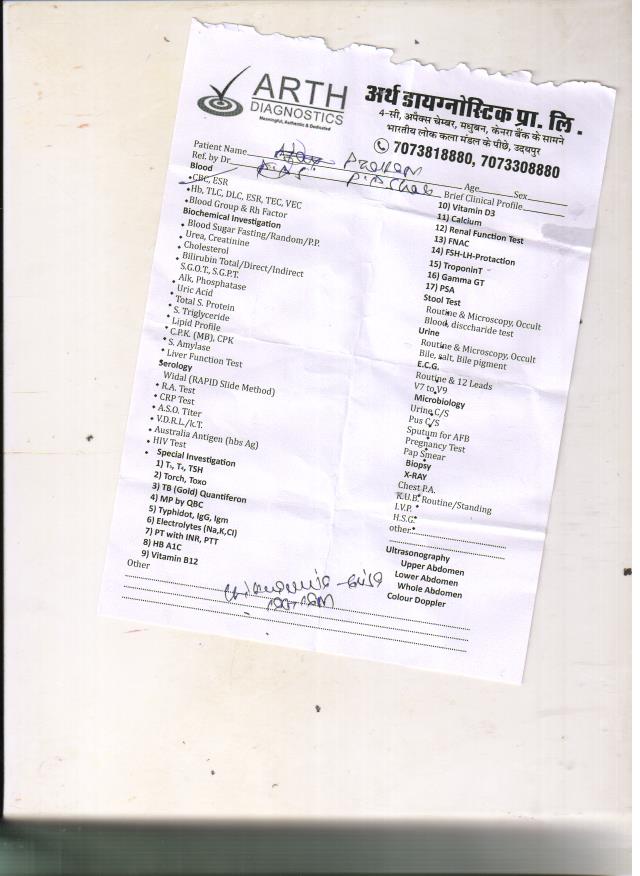 ARTH
DIAGNOSTICS
Meaningful, Authentic & Dedicated
अर्थ डायग्नोस्टिक प्रा. लि.
4-सी, अपेक्स चेम्बर, मधुबन, केनरा बैंक के सामने
भारतीय लोक कला मंडल के पीछे, उदयपुर
7073818880, 7073308880
Patient Name
Age Sex
Ref. by Dr
Brief Clinical Profile
Blood
CBC, ESR
Hb, TLC, DLC, ESR, TEC, VEC
Blood Group & Rh Factor
Biochemical Investigation
Blood Sugar Fasting/Random/P.P.
Urea, Creatinine
Cholesterol
Bilirubin Total/Direct/Indirect
S.G.O.T., S.G.P.T.
Alk, Phosphatase
Uric Acid
Total S. Protein
S. Triglyceride
Lipid Profile
C.P.K. (MB), CPK
S. Amylase
Liver Function Test
Serology
Widal (RAPID Slide Method)
R.A. Test
CRP Test
A.S.O. Titer
V.D.R.L./I.T.
Australia Antigen (hbs Ag)
HIV Test
Special Investigation
1) T₃, T₄, TSH
2) Torch, Toxo
3) TB (Gold) Quantiferon
4) MP by QBC
5) Typhidot, IgG, Igm
6) Electrolytes (Na,K,Cl)
7) PT with INR, PTT
8) HB A1C
9) Vitamin B12
Other
10) Vitamin D3
11) Calcium
12) Renal Function Test
13) FNAC
14) FSH-LH-Protaction
15) TroponinT
16) Gamma GT
17) PSA
Stool Test
Routine & Microscopy, Occult
Blood, disccharide test
Urine
Routine & Microscopy, Occult
Bile, salt, Bile pigment
E.C.G.
Routine & 12 Leads
V7 to V9
Microbiology
Urine C/S
Pus C/S
Sputum for AFB
Pregnancy Test
Pap Smear
Biopsy
X-RAY
Chest P.A.
K.U.B. Routine/Standing
I.V.P.
H.S.G.
other
Ultrasonography
Upper Abdomen
Lower Abdomen
Whole Abdomen
Colour Doppler